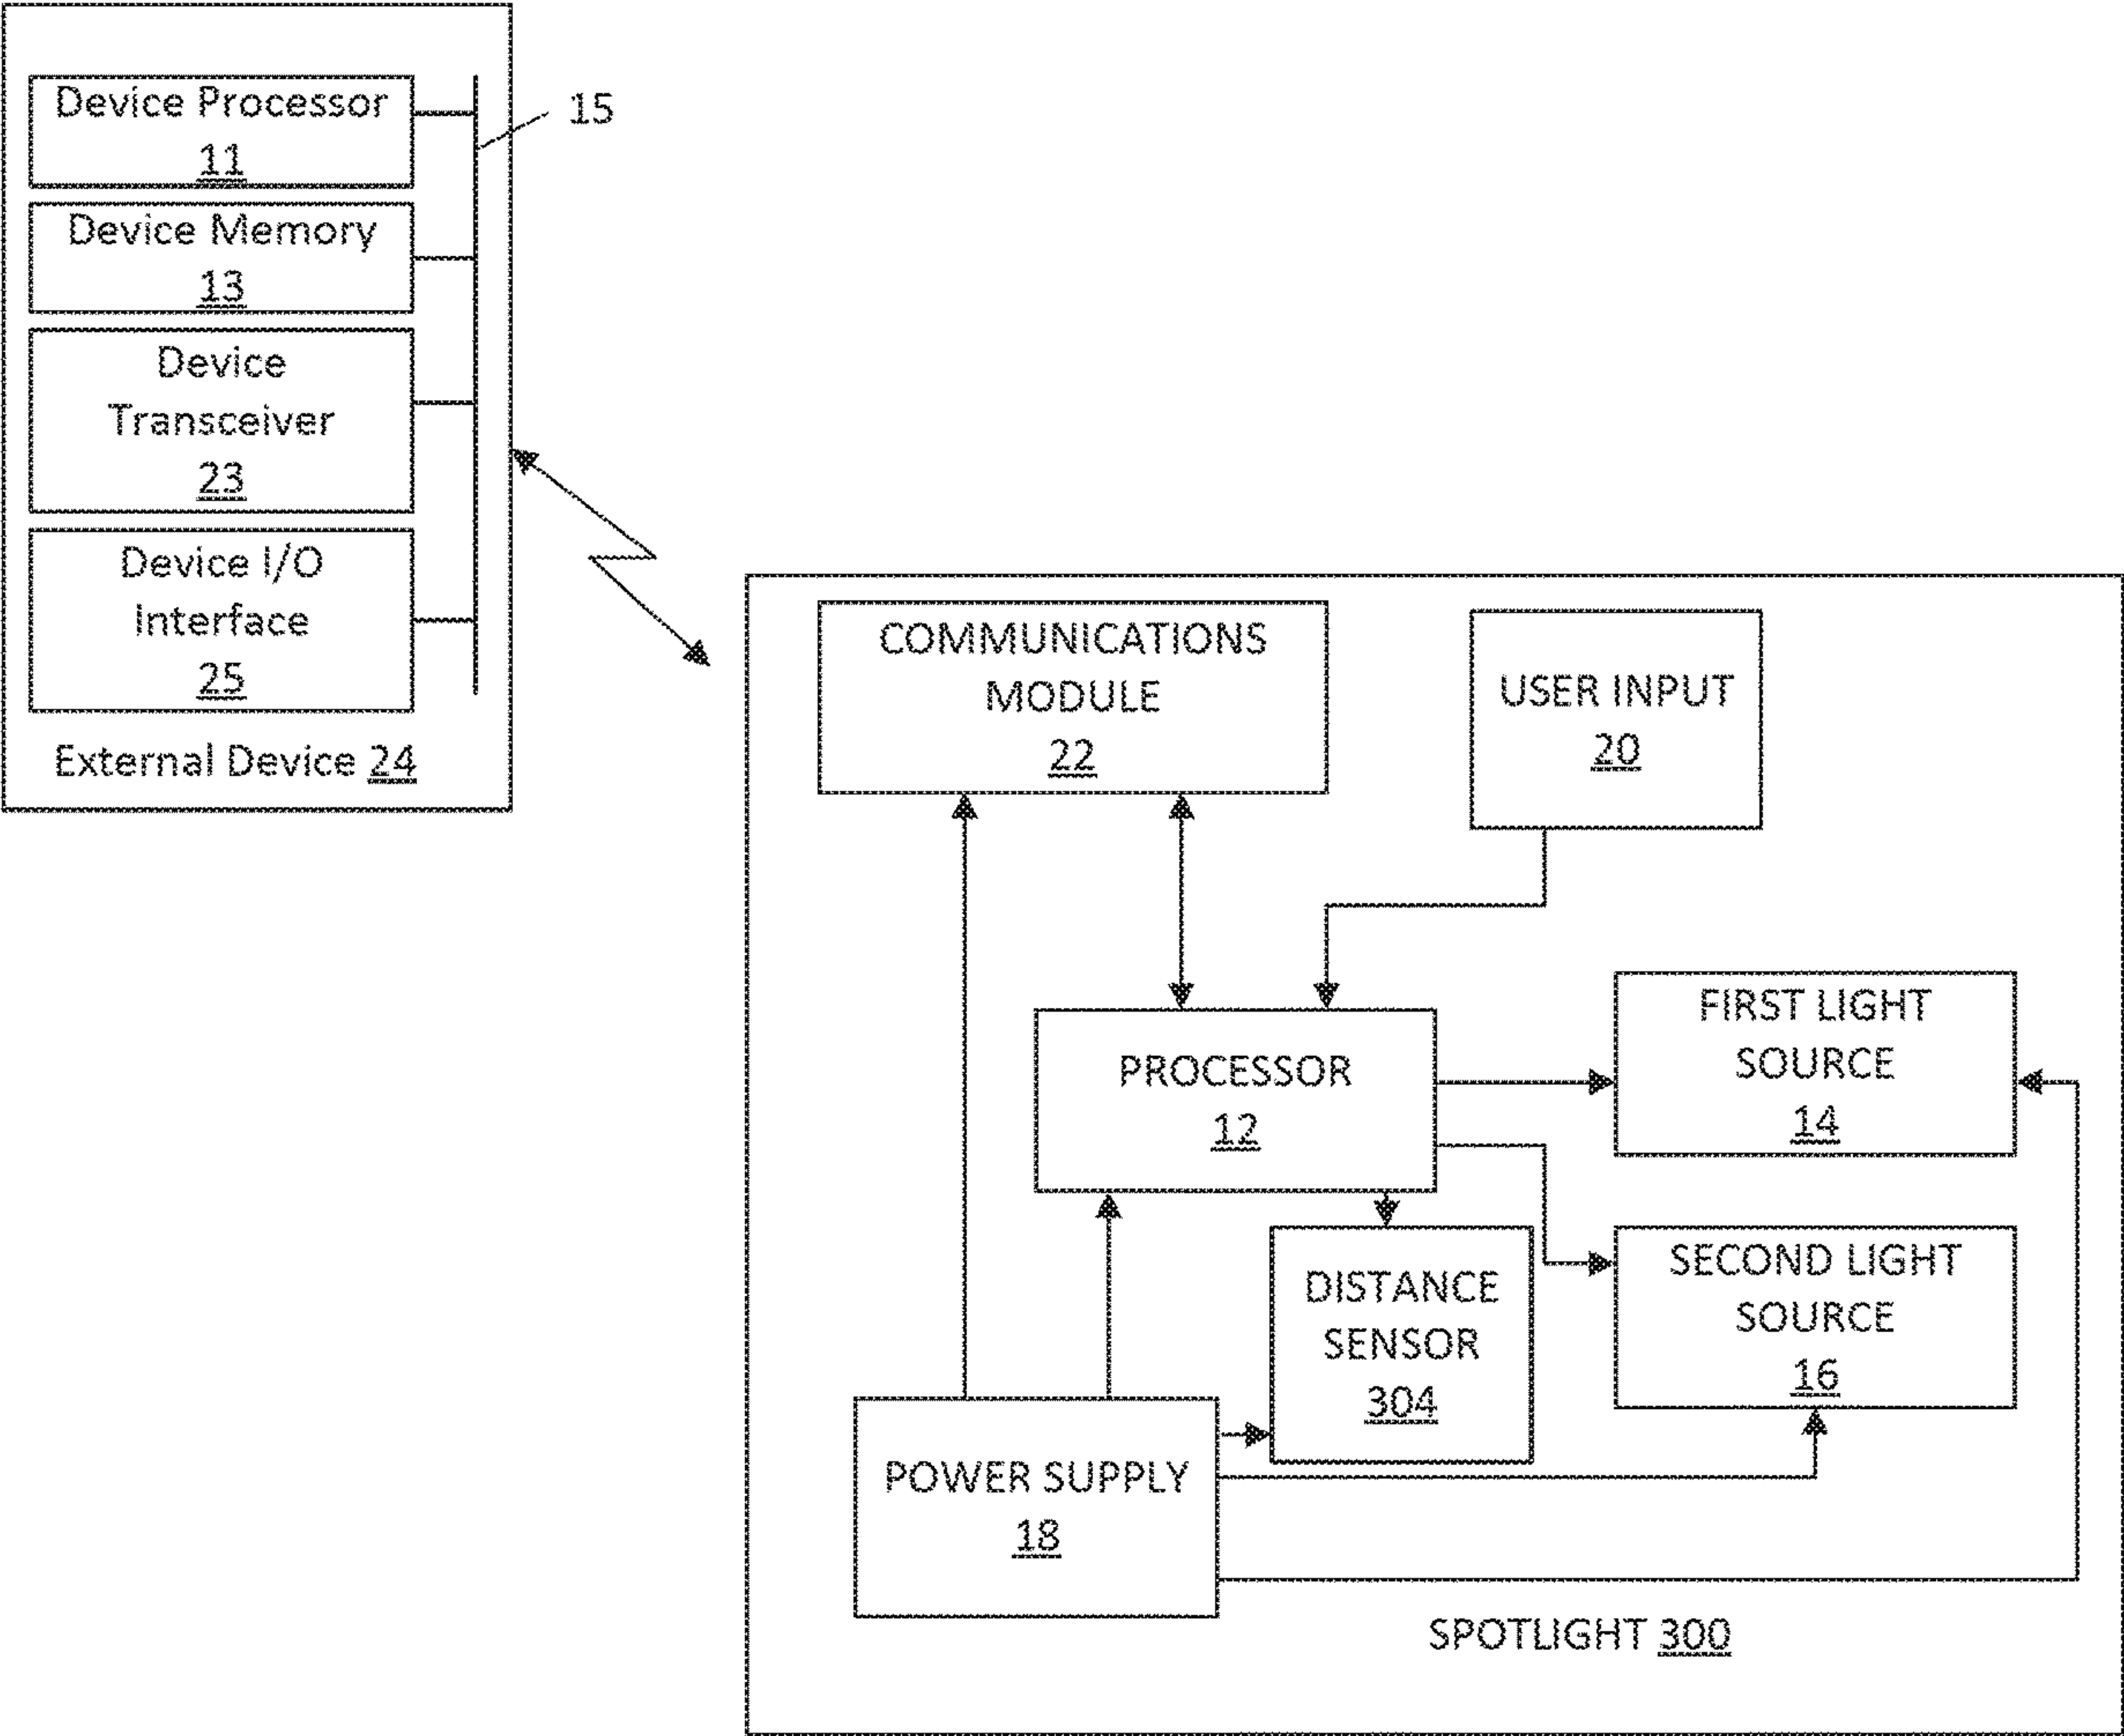 Device Processor
11
15
Device Memory
13
Device
Transceiver
23
Device I/O
Interface
25
External Device 24
COMMUNICATIONS
MODULE
22
USER INPUT
20
PROCESSOR
12
FIRST LIGHT
SOURCE
14
DISTANCE
SENSOR
304
SECOND LIGHT
SOURCE
16
POWER SUPPLY
18
SPOTLIGHT 300